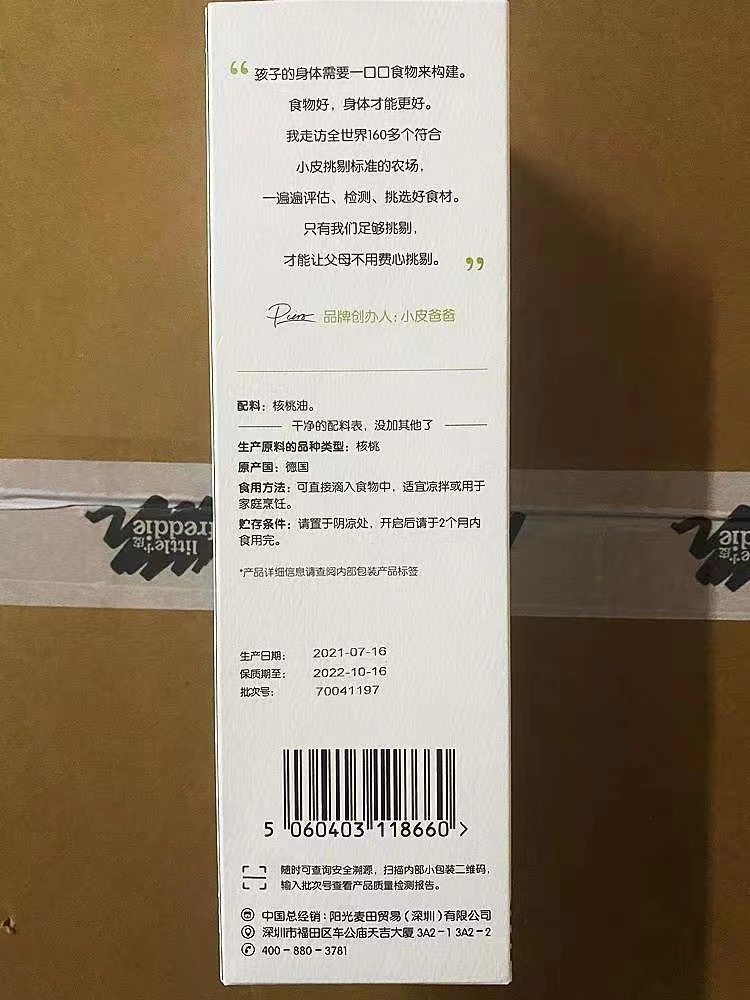 “孩子的身体需要一口口食物来构建。
食物好，身体才能更好。
我走访全世界160多个符合
小皮挑剔标准的农场，
一遍遍评估、检测、挑选好食材。
只有我们足够挑剔，
才能让父母不用费心挑剔。”
品牌创办人：小皮爸爸
配料：核桃油。
干净的配料表，没加其他了
生产原料的品种类型：核桃
原产国：德国
食用方法：可直接滴入食物中，适宜凉拌或用于
家庭烹饪。
贮存条件：请置于阴凉处，开启后请于2个月内
食用完。
*产品详细信息请查阅内部包装产品标签
little 小皮
freddie
生产日期：2021-07-16
保质期至：2022-10-16
批次号：70041197
5 060403 118660 >
随时可查询安全溯源，扫描内部小包装二维码，
输入批次号查看产品质量检测报告。
中国总经销：阳光麦田贸易（深圳）有限公司
深圳市福田区车公庙天吉大厦 3A2-1 3A2-2
400-880-3781